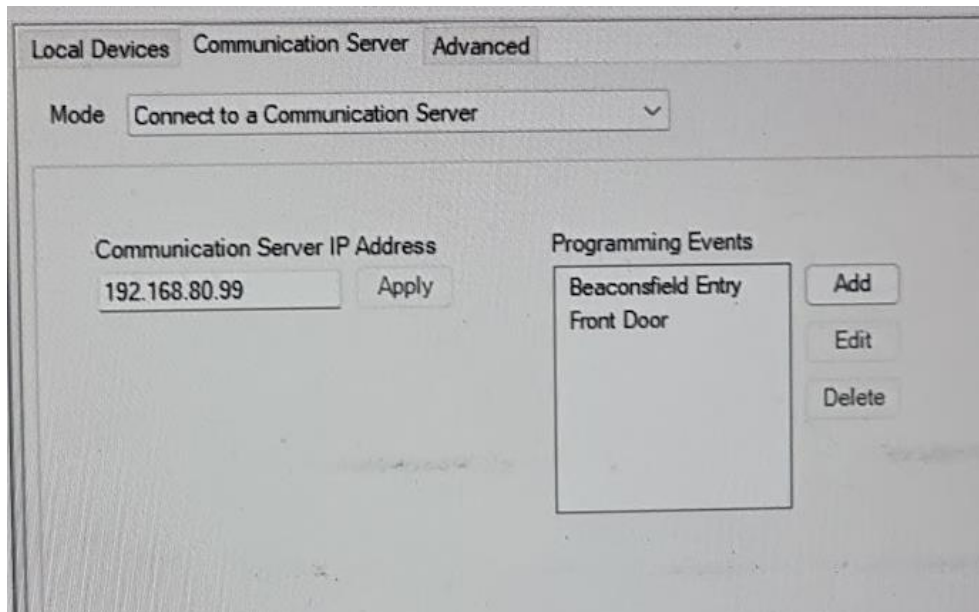 Local Devices Communication Server Advanced
Mode Connect to a Communication Server
Communication Server IP Address
192.168.80.99 Apply
Programming Events
Beaconsfield Entry
Front Door
Add
Edit
Delete